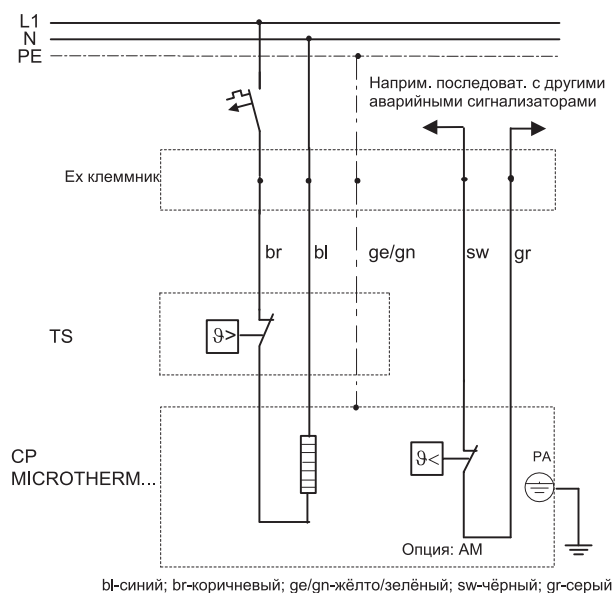 L1
N
PE
Наприм. последоват. с другими
аварийными сигнализаторами
Ex клеммник
br
bl
ge/gn
sw
gr
TS
ϑ>
CP
MICROTHERM...
ϑ<
PA
Опция: AM
bl-синий; br-коричневый; ge/gn-жёлто/зелёный; sw-чёрный; gr-серый